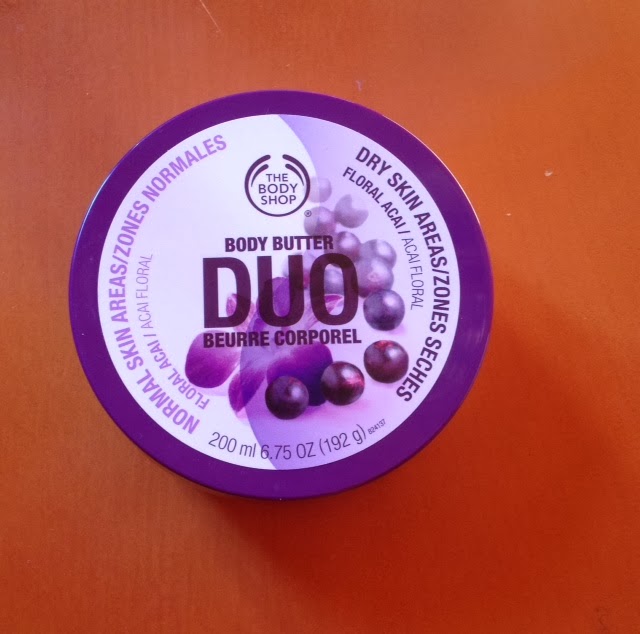 THE
BODY
SHOP
®
BODY BUTTER
DUO
BEURRE CORPOREL
NORMAL SKIN AREAS/ZONES NORMALES
FLORAL ACAI / ACAI FLORAL
DRY SKIN AREAS/ZONES SECHES
FLORAL ACAI / ACAI FLORAL
200 ml 6.75 OZ (192 g)
924137